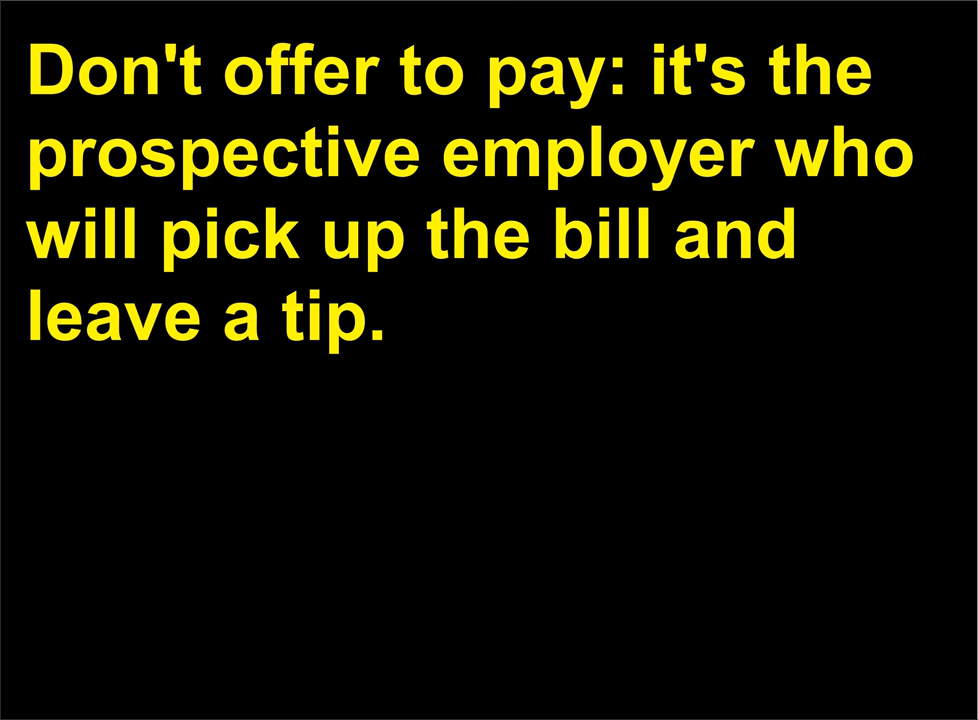 Don't offer to pay: it's the
prospective employer who
will pick up the bill and
leave a tip.